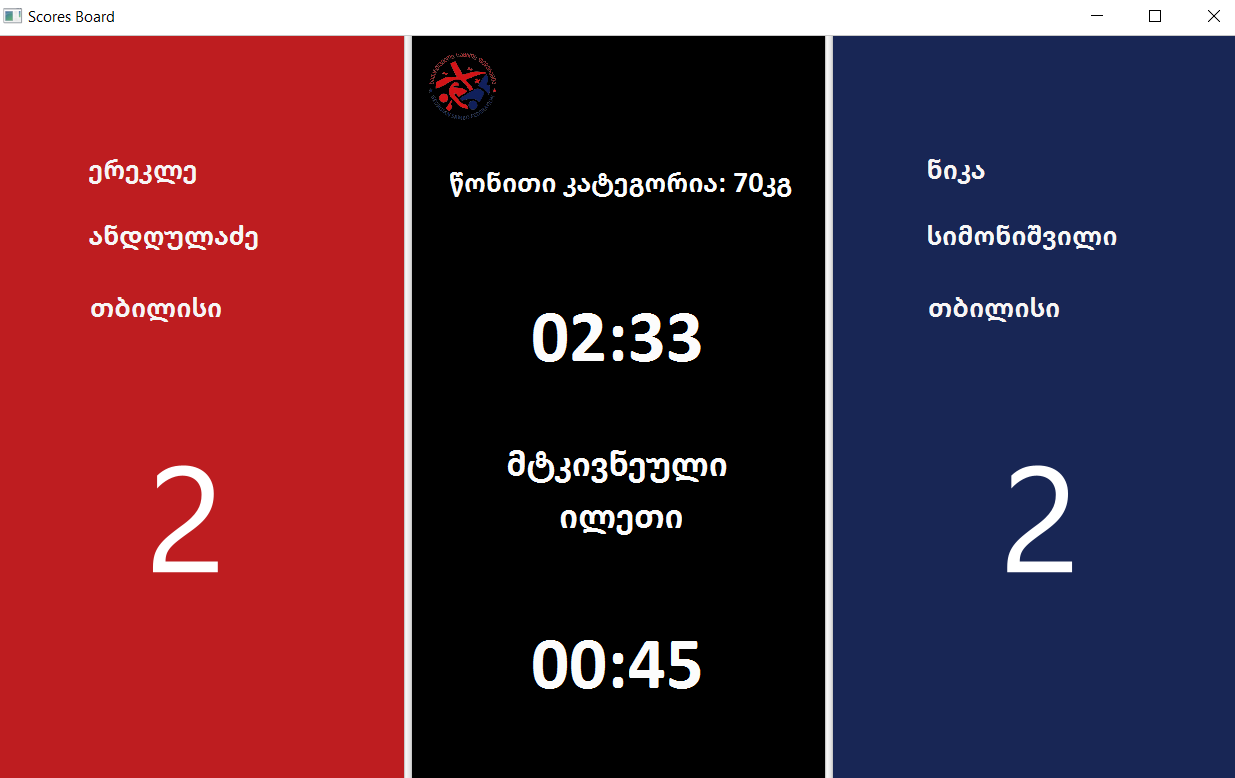 Scores Board
ერეკლე
ანდღულაძე
თბილისი
2
წონითი კატეგორია: 70კგ
02:33
მტკივნეული
ილეთი
00:45
ნიკა
სიმონიშვილი
თბილისი
2